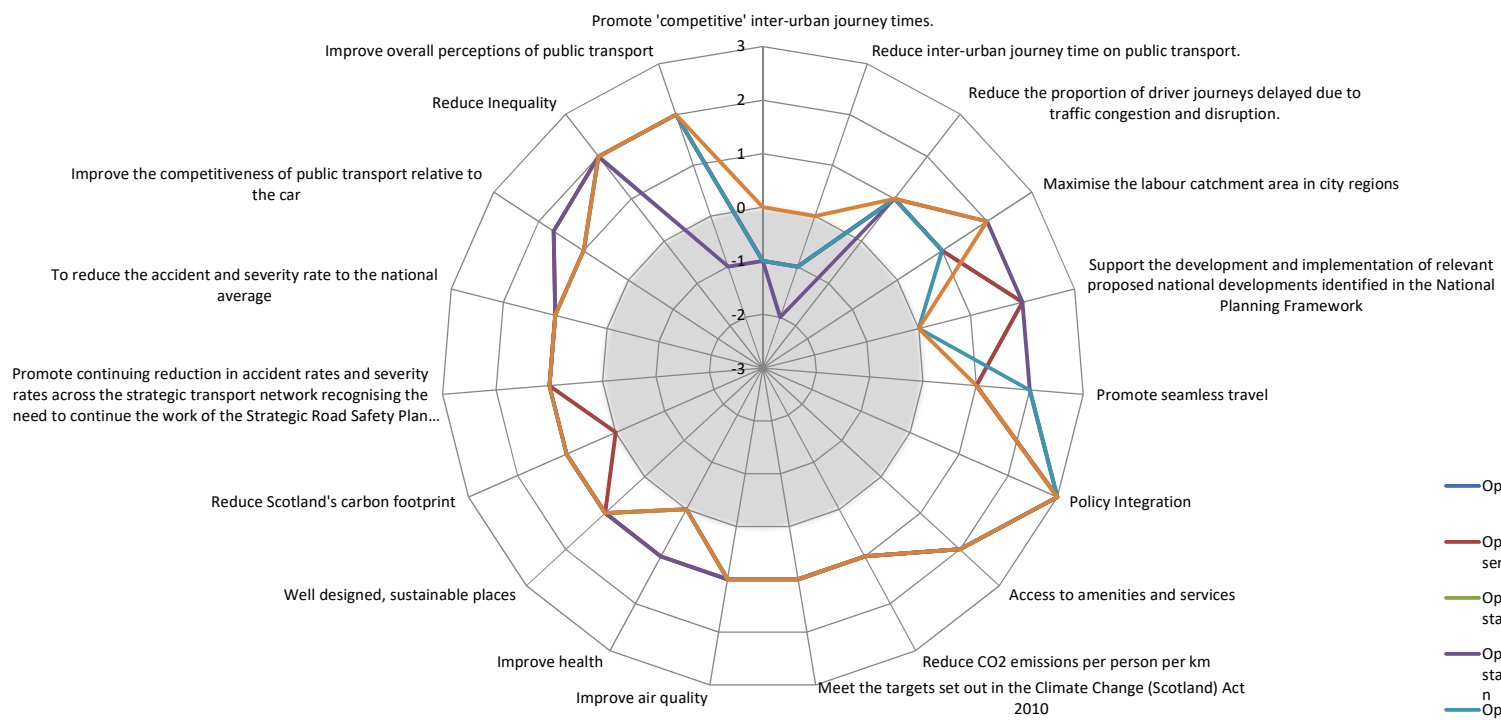 Promote 'competitive' inter-urban journey times.
Reduce inter-urban journey time on public transport.
Reduce the proportion of driver journeys delayed due to
traffic congestion and disruption.
Maximise the labour catchment area in city regions
Support the development and implementation of relevant
proposed national developments identified in the National
Planning Framework
Promote seamless travel
Policy Integration
Access to amenities and services
Reduce CO2 emissions per person per km
Meet the targets set out in the Climate Change (Scotland) Act
2010
Improve air quality
Improve health
Well designed, sustainable places
Reduce Scotland's carbon footprint
Promote continuing reduction in accident rates and severity
rates across the strategic transport network recognising the
need to continue the work of the Strategic Road Safety Plan...
To reduce the accident and severity rate to the national
average
Improve the competitiveness of public transport relative to
the car
Reduce Inequality
Improve overall perceptions of public transport
3
2
1
0
-1
-2
-3
Op
Op
ser
Op
sta
Op
sta
n
Op